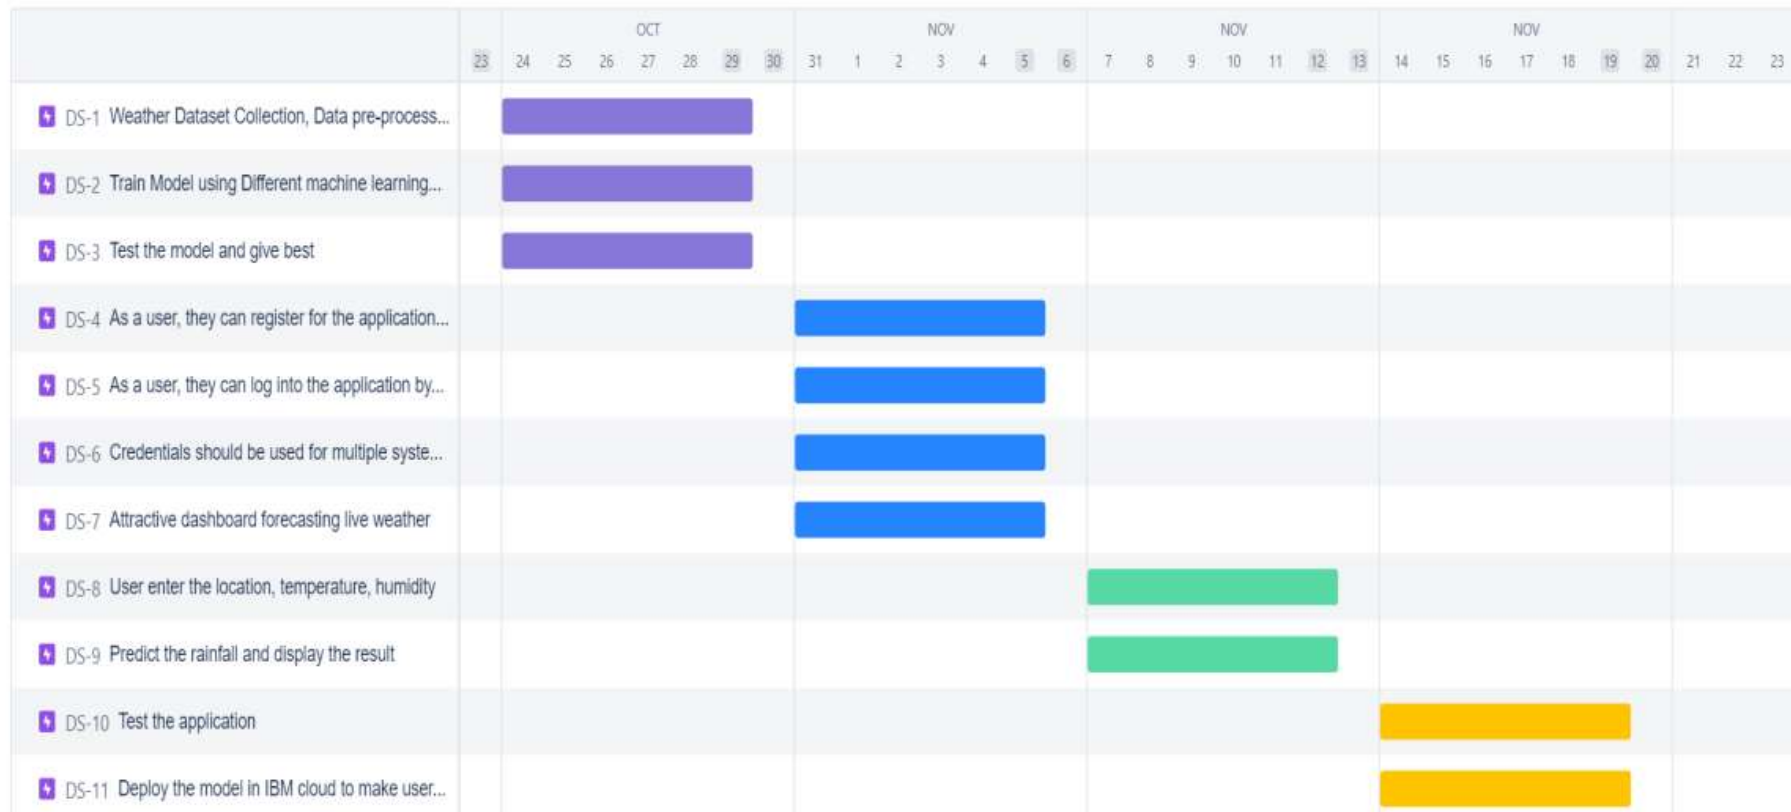 OCT NOV NOV NOV
23 24 25 26 27 28 29 30 31 1 2 3 4 5 6 7 8 9 10 11 12 13 14 15 16 17 18 19 20 21 22 23
DS-1 Weather Dataset Collection, Data pre-process...
DS-2 Train Model using Different machine learning...
DS-3 Test the model and give best
DS-4 As a user, they can register for the application...
DS-5 As a user, they can log into the application by...
DS-6 Credentials should be used for multiple syste...
DS-7 Attractive dashboard forecasting live weather
DS-8 User enter the location, temperature, humidity
DS-9 Predict the rainfall and display the result
DS-10 Test the application
DS-11 Deploy the model in IBM cloud to make user...